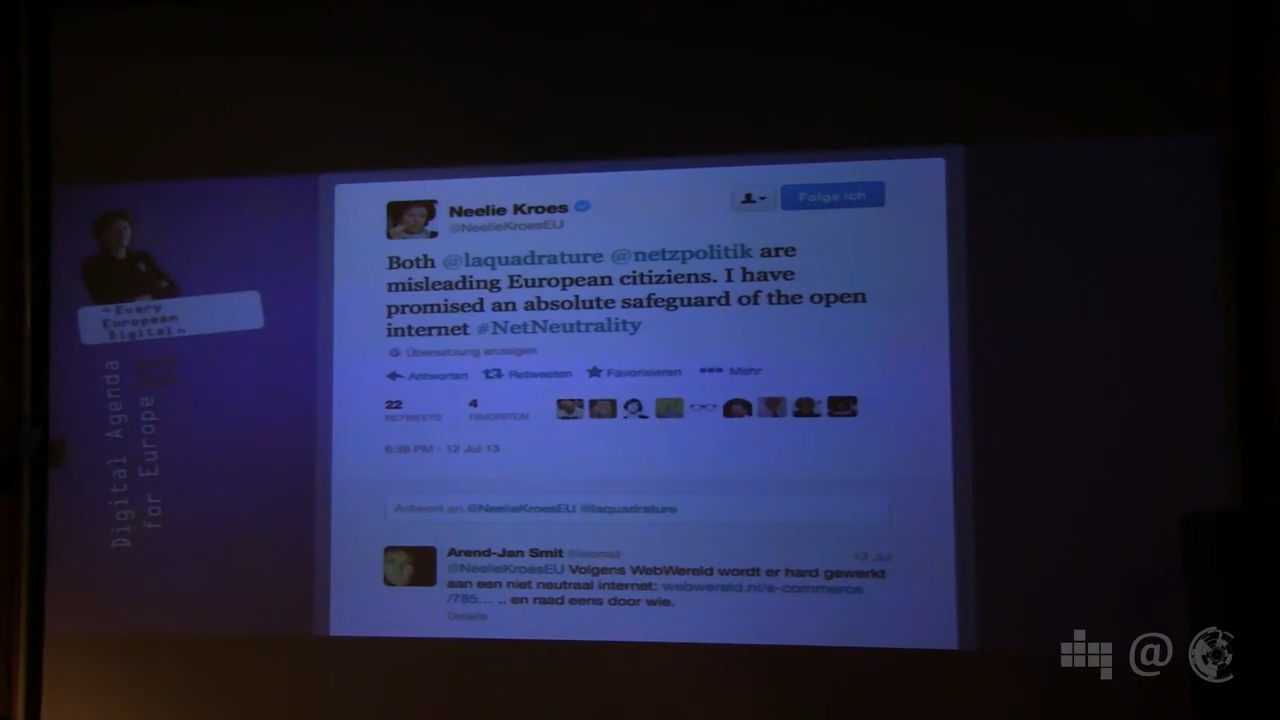 Neelie Kroes
@NeelieKroesEU
Folge ich
Both @laquadrature @netzpolitik are
misleading European citiziens. I have
promised an absolute safeguard of the open
internet #NetNeutrality
Übersetzung anzeigen
Antworten Retweeten Favorisieren Mehr
22
RETWEETS
4
FAVORITEN
6:36 PM - 12 Jul 13
Antwort an @NeelieKroesEU @laquadrature
Arend-Jan Smit
12 Jul
@NeelieKroesEU Volgens WebWereld wordt er hard gewerkt
aan een niet neutraal internet: webwereld.nl/e-commerce
/785... .. en raad eens door wie.
Details
"Every
European
Digital"
Digital Agenda
for Europe
@